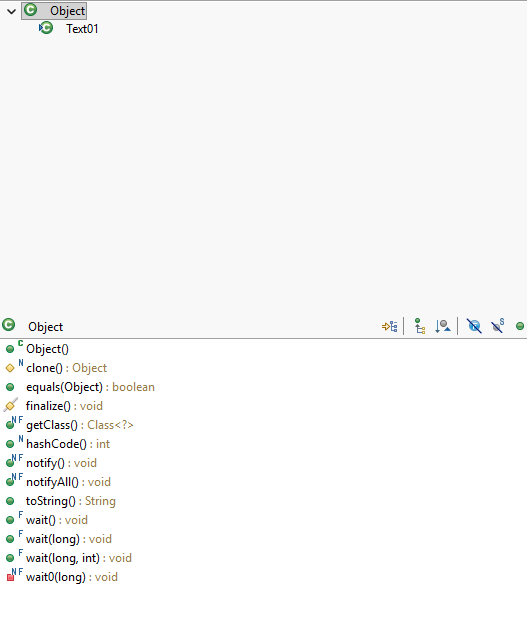 Object
Text01
Object
Object()
clone() : Object
equals(Object) : boolean
finalize() : void
getClass() : Class<?>
hashCode() : int
notify() : void
notifyAll() : void
toString() : String
wait() : void
wait(long) : void
wait(long, int) : void
wait0(long) : void